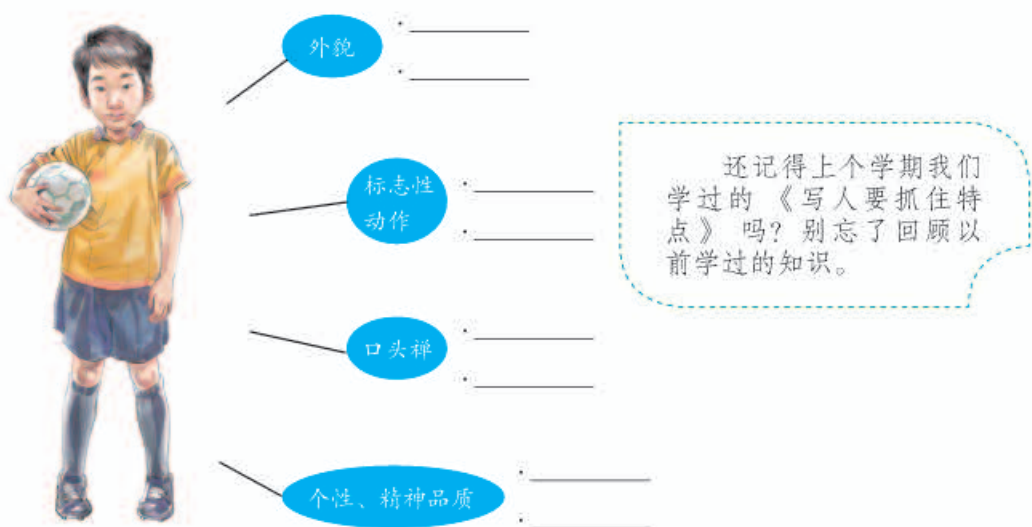 外貌
标志性
动作
口头禅
个性、精神品质
还记得上个学期我们
学过的《写人要抓住特
点》吗？别忘了回顾以
前学过的知识。